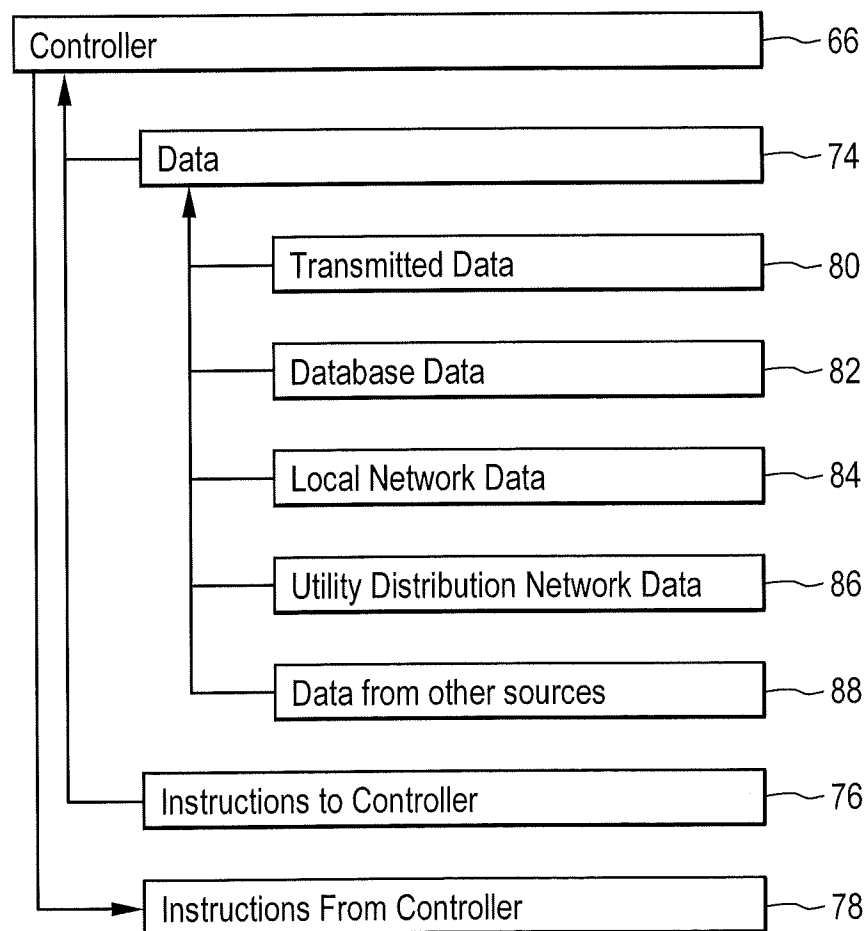 Controller 66
Data 74
Transmitted Data 80
Database Data 82
Local Network Data 84
Utility Distribution Network Data 86
Data from other sources 88
Instructions to Controller 76
Instructions From Controller 78